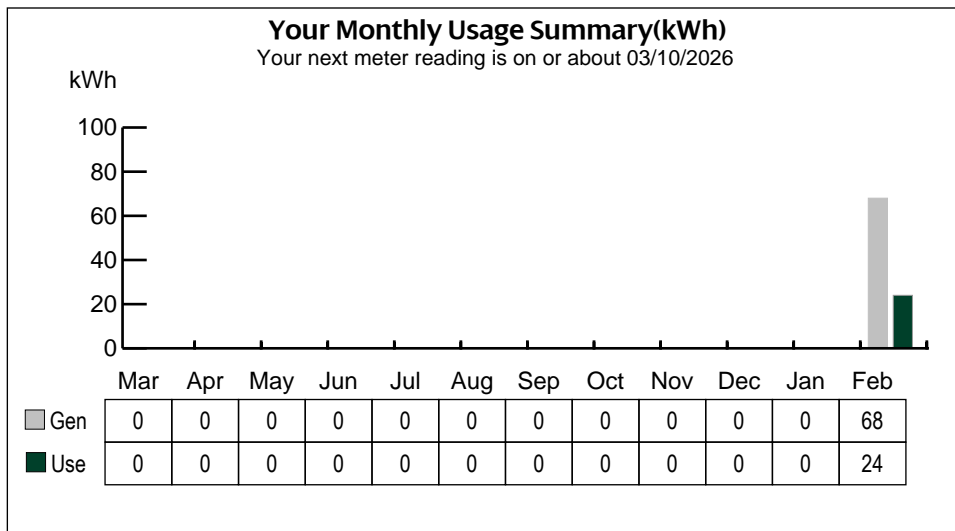 Your Monthly Usage Summary(kWh)
Your next meter reading is on or about 03/10/2026
kWh
100
80
60
40
20
0
Mar Apr May Jun Jul Aug Sep Oct Nov Dec Jan Feb
Gen 0 0 0 0 0 0 0 0 0 0 0 68
Use 0 0 0 0 0 0 0 0 0 0 0 24